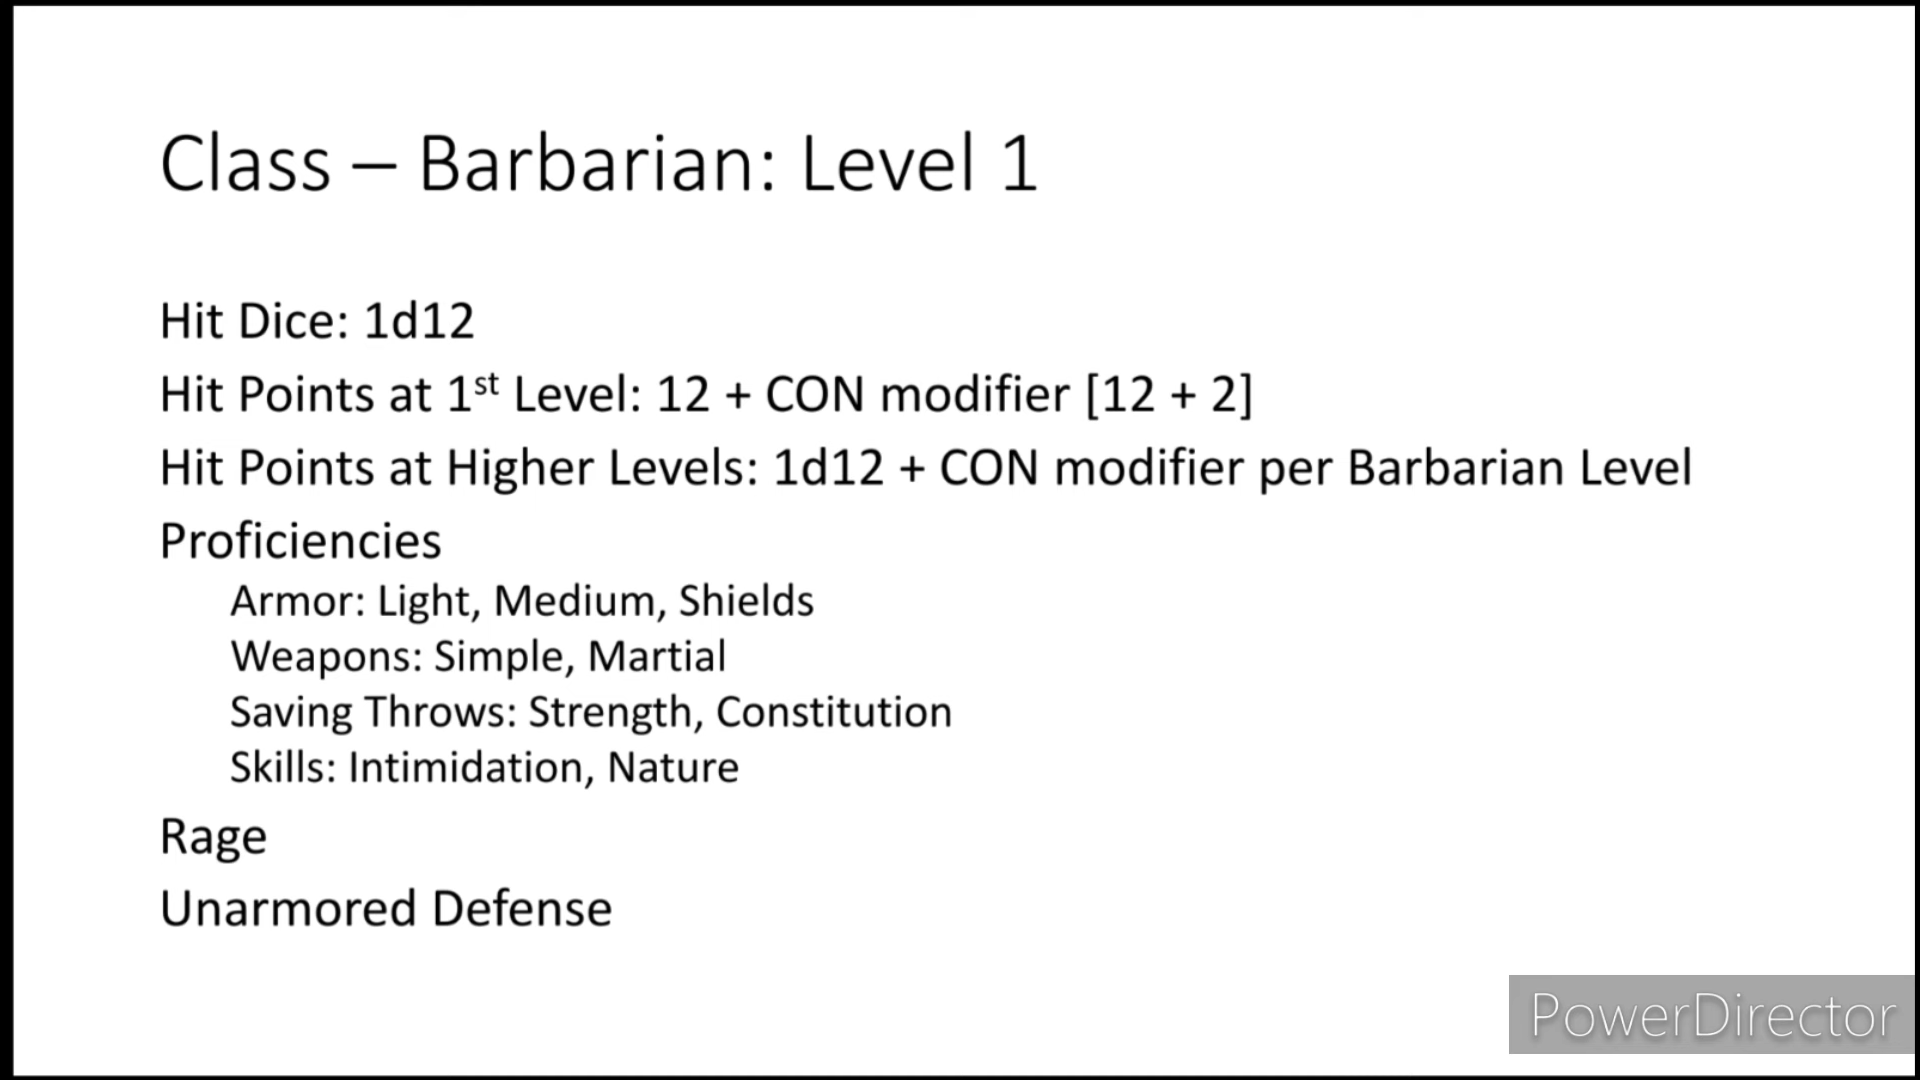 Class – Barbarian: Level 1
Hit Dice: 1d12
Hit Points at 1st Level: 12 + CON modifier [12 + 2]
Hit Points at Higher Levels: 1d12 + CON modifier per Barbarian Level
Proficiencies
Armor: Light, Medium, Shields
Weapons: Simple, Martial
Saving Throws: Strength, Constitution
Skills: Intimidation, Nature
Rage
Unarmored Defense
PowerDirector